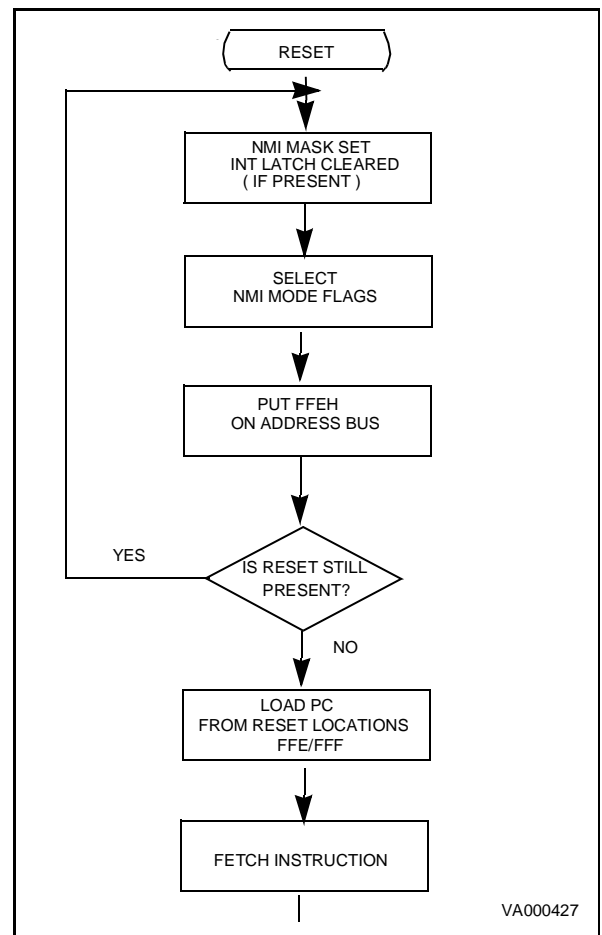 RESET
NMI MASK SET
INT LATCH CLEARED
( IF PRESENT )
SELECT
NMI MODE FLAGS
PUT FFEH
ON ADDRESS BUS
YES
IS RESET STILL
PRESENT?
NO
LOAD PC
FROM RESET LOCATIONS
FFE/FFF
FETCH INSTRUCTION
VA000427